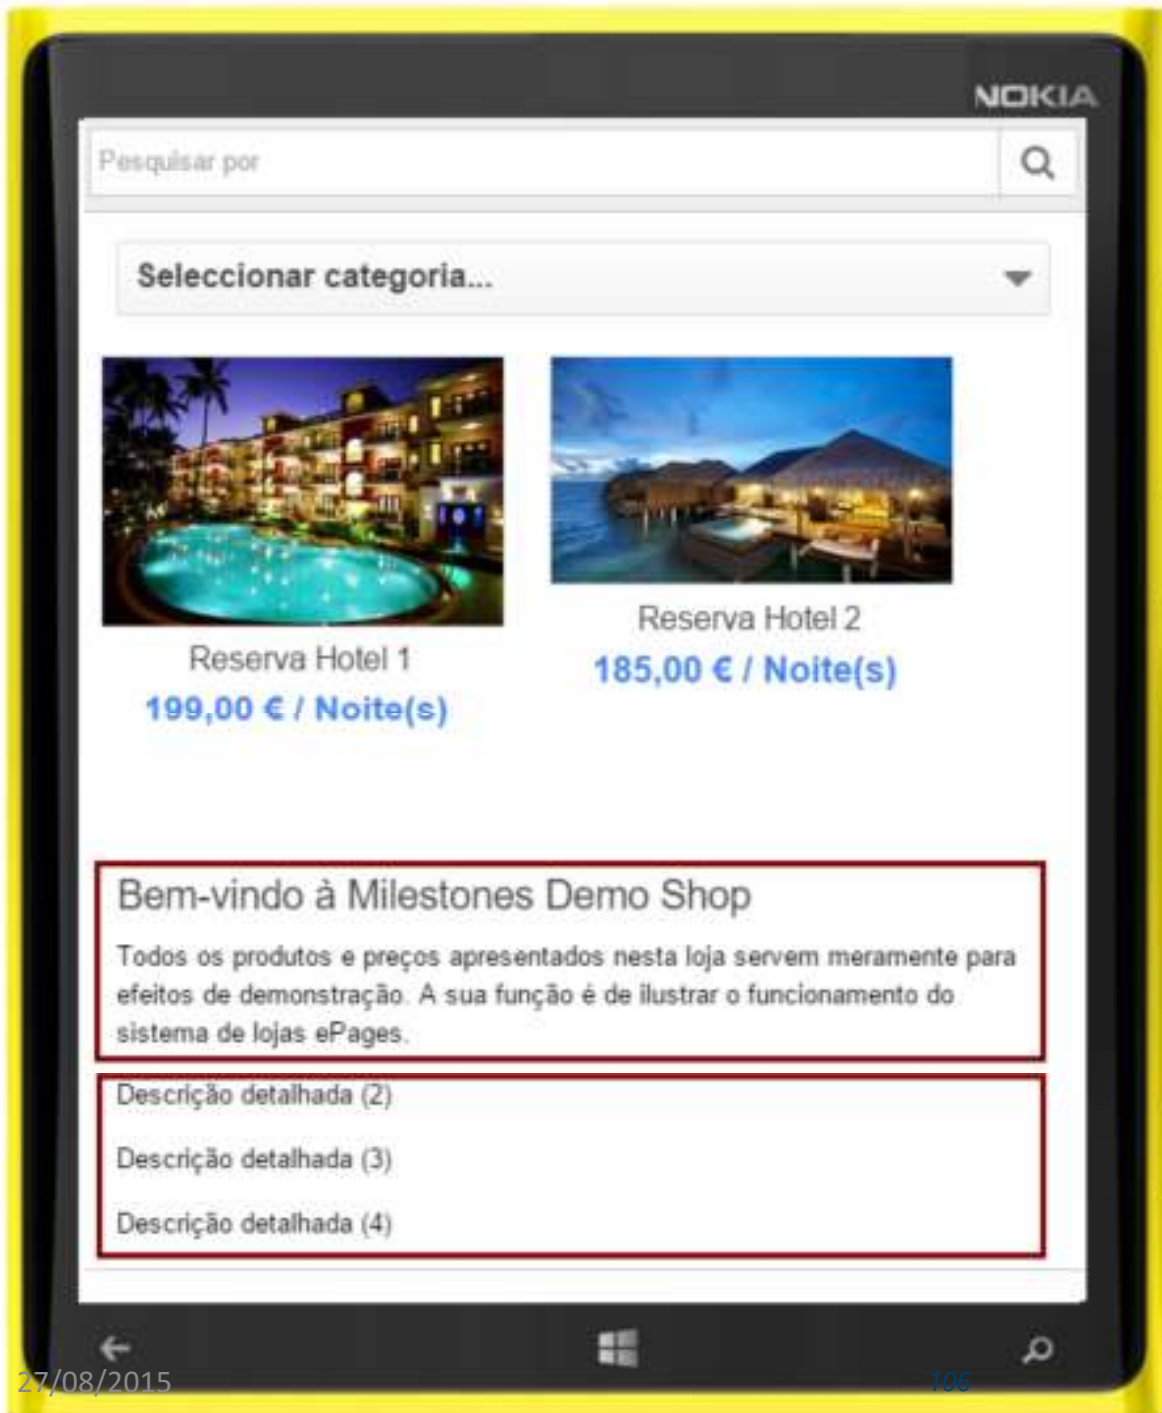 NOKIA
Pesquisar por
Seleccionar categoria...
Reserva Hotel 1
199,00 € / Noite(s)
Reserva Hotel 2
185,00 € / Noite(s)
Bem-vindo à Milestones Demo Shop
Todos os produtos e preços apresentados nesta loja servem meramente para
efeitos de demonstração. A sua função é de ilustrar o funcionamento do
sistema de lojas ePages.
Descrição detalhada (2)
Descrição detalhada (3)
Descrição detalhada (4)
27/08/2015
106